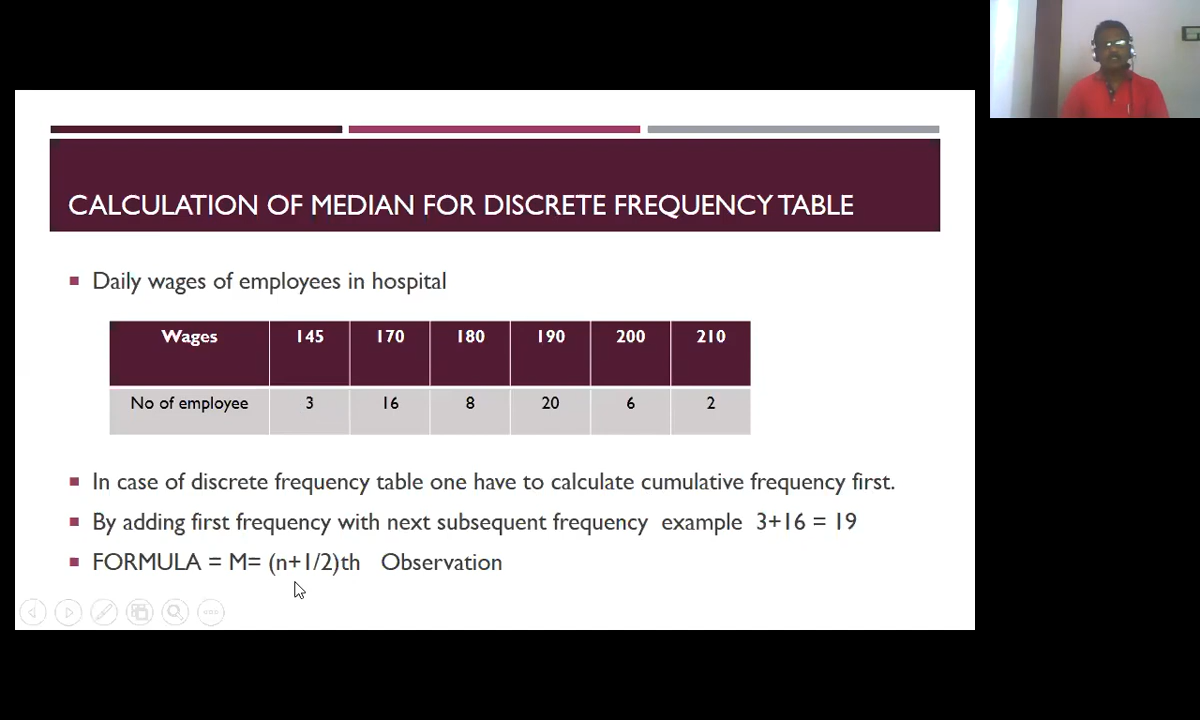 CALCULATION OF MEDIAN FOR DISCRETE FREQUENCY TABLE
Daily wages of employees in hospital
Wages 145 170 180 190 200 210
No of employee 3 16 8 20 6 2
In case of discrete frequency table one have to calculate cumulative frequency first.
By adding first frequency with next subsequent frequency example 3+16 = 19
FORMULA = M= (n+1/2)th Observation